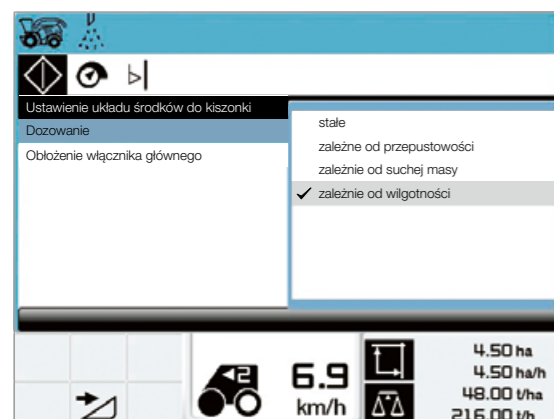 Ustawienie układu środków do kiszonki
Dozowanie
Obłożenie włącznika głównego
stałe
zależne od przepustowości
zależnie od suchej masy
zależnie od wilgotności
2
6.9
km/h
4.50 ha
4.50 ha/h
48.00 t/ha
216.00 t/h